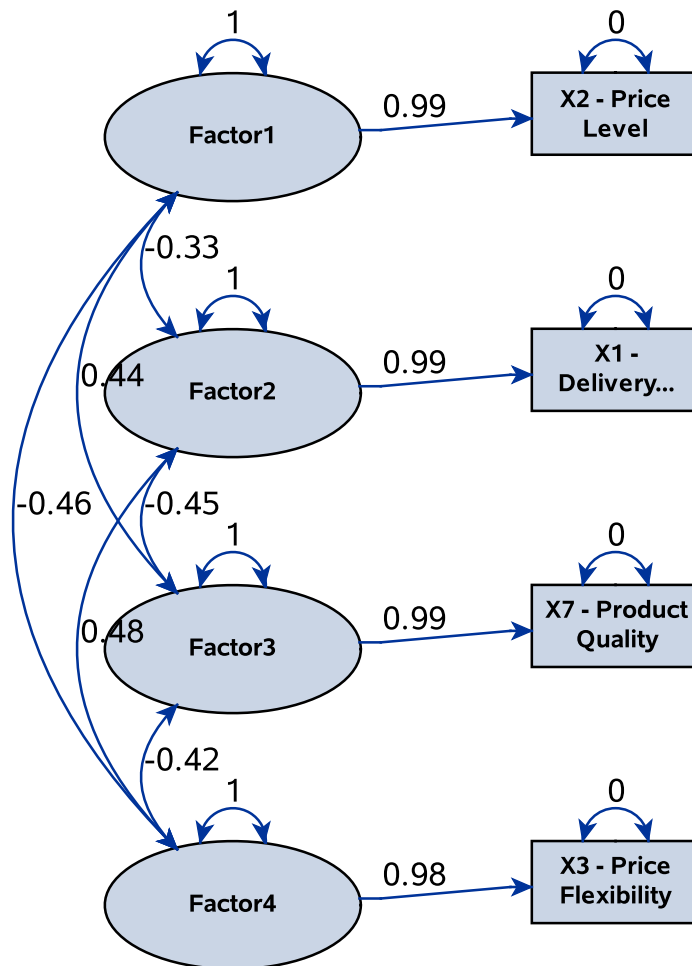 1
0
Factor1
0.99
X2 - Price
Level
-0.33
1
0
0.44
Factor2
0.99
X1 -
Delivery...
-0.46
-0.45
1
0
0.48
Factor3
0.99
X7 - Product
Quality
-0.42
1
0
Factor4
0.98
X3 - Price
Flexibility